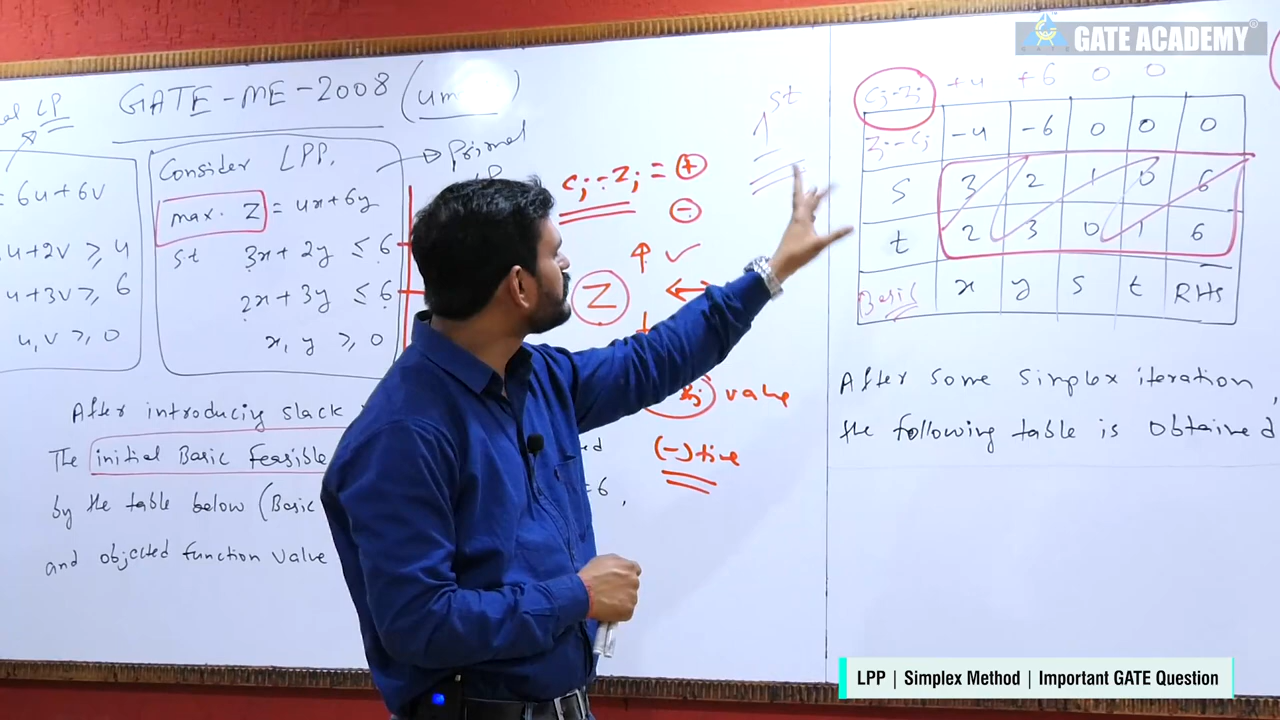 GATE ACADEMY
GATE-ME-2008
LP
= 6u+6v
u+2v ≥ 4
u+3v ≥ 6
u,v ≥ 0
Consider LPP.
Primal
max. Z = 4x+6y
st 3x + 2y ≤ 6
2x + 3y ≤ 6
x, y ≥ 0
After introducing slack
The initial Basic feasible
by the table below (Basic
and objected function value
=6,
Cj-Zj = +
-
↑ ✓
Z
value
(-)tive
1st
Cj-Zj +4 +6 0 0
Zj-Cj -4 -6 0 0 0
S 3 2 1 0 6
t 2 3 0 1 6
Basic x y s t RHS
After some simplex iteration,
the following table is obtained
LPP | Simplex Method | Important GATE Question